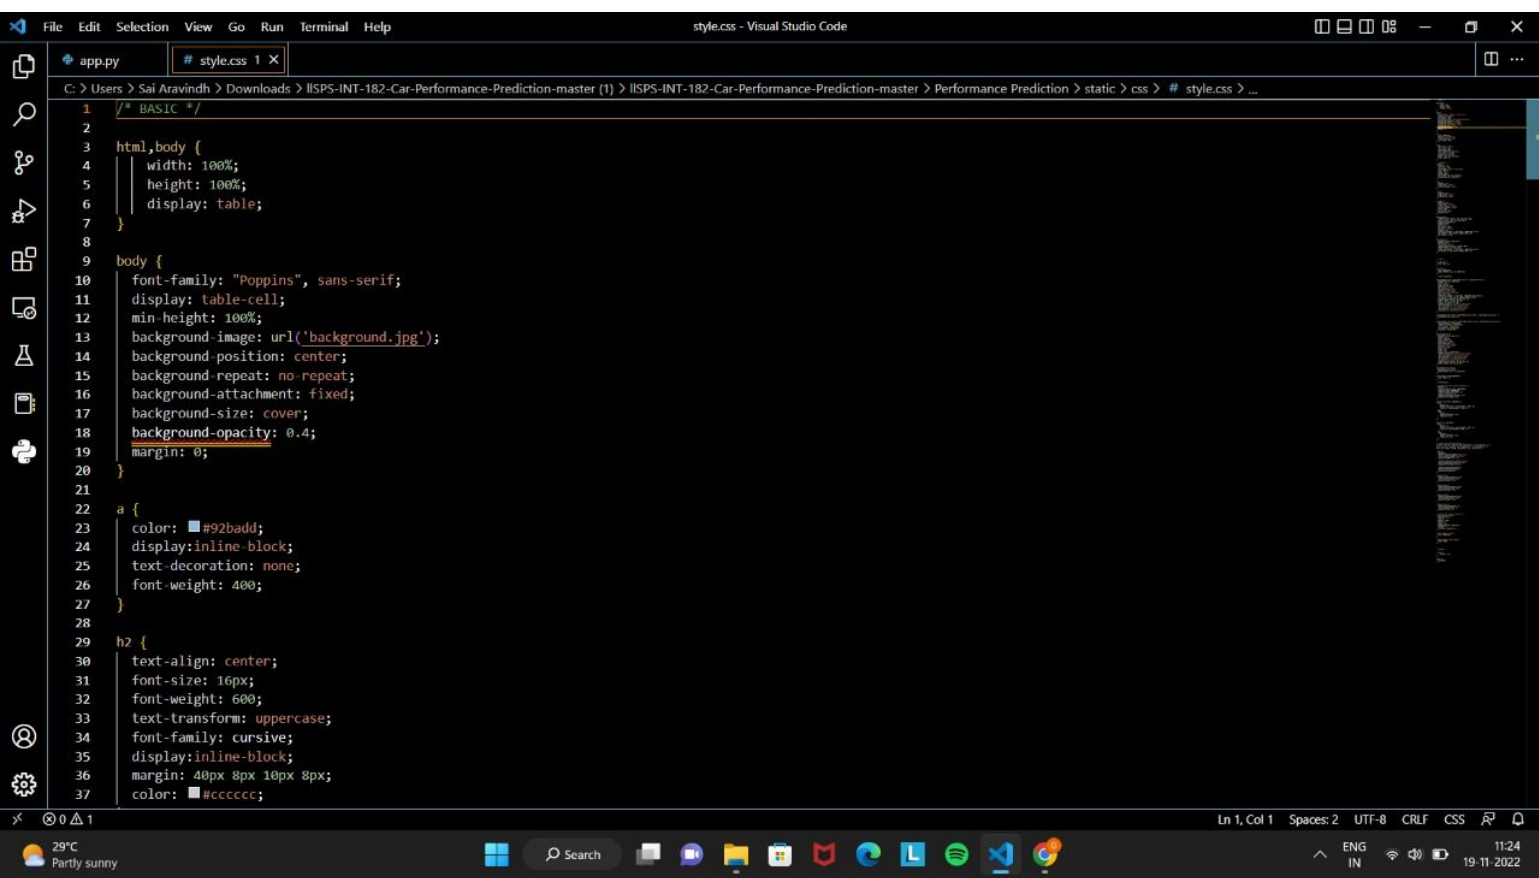 File Edit Selection View Go Run Terminal Help style.css - Visual Studio Code
app.py # style.css 1
C: > Users > Sai Aravindh > Downloads > IISPS-INT-182-Car-Performance-Prediction-master (1) > IISPS-INT-182-Car-Performance-Prediction-master > Performance Prediction > static > css > # style.css > ...
1 /* BASIC */
2
3 html,body {
4 width: 100%;
5 height: 100%;
6 display: table;
7 }
8
9 body {
10 font-family: "Poppins", sans-serif;
11 display: table-cell;
12 min-height: 100%;
13 background-image: url('background.jpg');
14 background-position: center;
15 background-repeat: no-repeat;
16 background-attachment: fixed;
17 background-size: cover;
18 background-opacity: 0.4;
19 margin: 0;
20 }
21
22 a {
23 color: #92badd;
24 display:inline-block;
25 text-decoration: none;
26 font-weight: 400;
27 }
28
29 h2 {
30 text-align: center;
31 font-size: 16px;
32 font-weight: 600;
33 text-transform: uppercase;
34 font-family: cursive;
35 display:inline-block;
36 margin: 40px 8px 10px 8px;
37 color: #cccccc;
0 1 Ln 1, Col 1 Spaces: 2 UTF-8 CRLF CSS
29°C
Partly sunny
Search
L
ENG
IN
11:24
19-11-2022